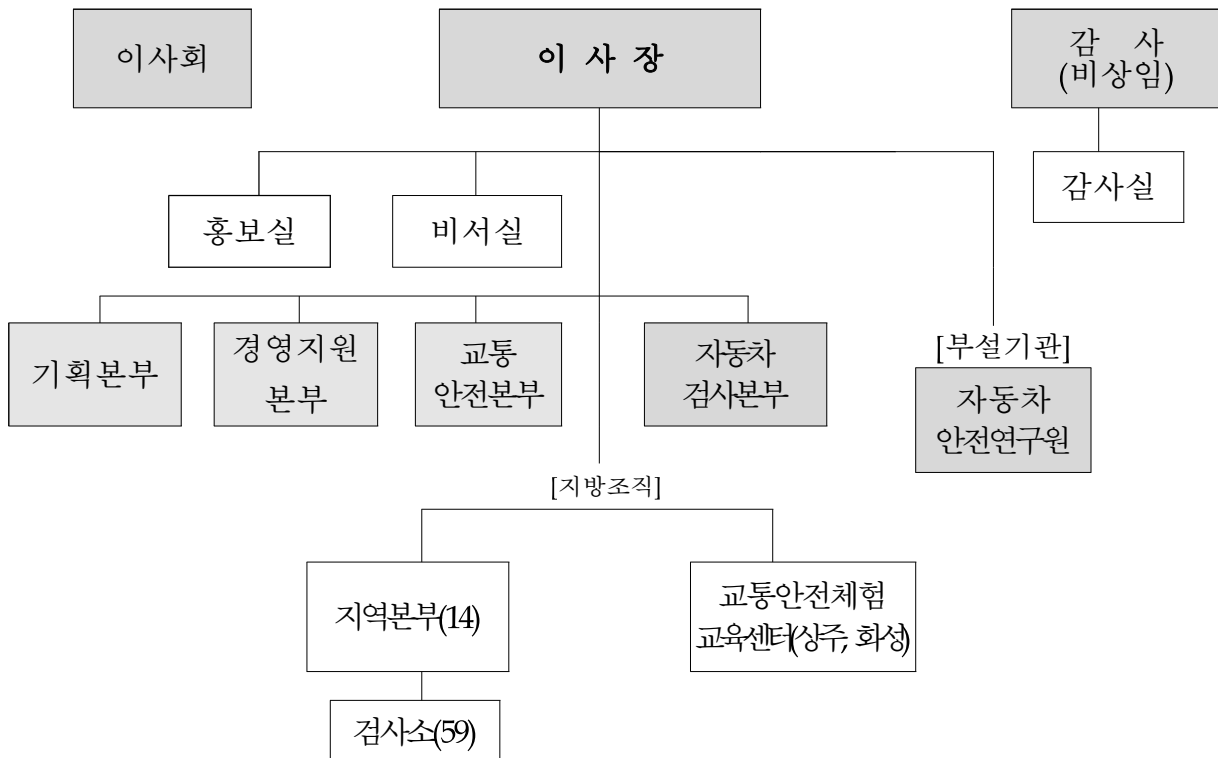 이사회
이 사 장
감 사
(비상임)
감사실
홍보실
비서실
기획본부
경영지원
본부
교통
안전본부
자동차
검사본부
[부설기관]
자동차
안전연구원
[지방조직]
지역본부(14)
교통안전체험
교육센터(상주, 화성)
검사소(59)